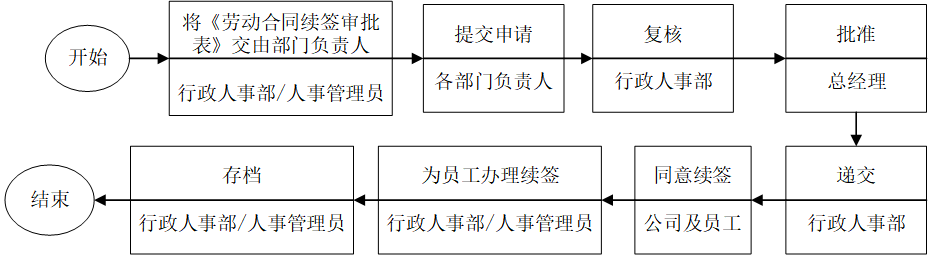 开始
将《劳动合同续签审批
表》交由部门负责人
行政人事部/人事管理员
提交申请
各部门负责人
复核
行政人事部
批准
总经理
递交
行政人事部
同意续签
公司及员工
为员工办理续签
行政人事部/人事管理员
存档
行政人事部/人事管理员
结束